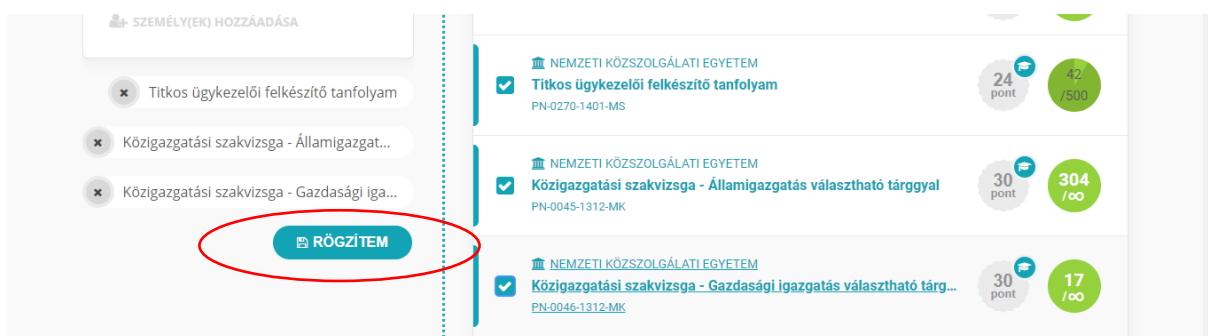 SZEMÉLY(EK) HOZZÁADÁSA
Titkos ügykezelői felkészítő tanfolyam
Közigazgatási szakvizsga - Államigazgat...
Közigazgatási szakvizsga - Gazdasági iga...
RÖGZÍTEM
NEMZETI KÖZSZOLGÁLATI EGYETEM
Titkos ügykezelői felkészítő tanfolyam
PN-0270-1401-MS
24
pont
42
/500
NEMZETI KÖZSZOLGÁLATI EGYETEM
Közigazgatási szakvizsga - Államigazgatás választható tárggyal
PN-0045-1312-MK
30
pont
304
/∞
NEMZETI KÖZSZOLGÁLATI EGYETEM
Közigazgatási szakvizsga - Gazdasági igazgatás választható tárg...
PN-0046-1312-MK
30
pont
17
/∞